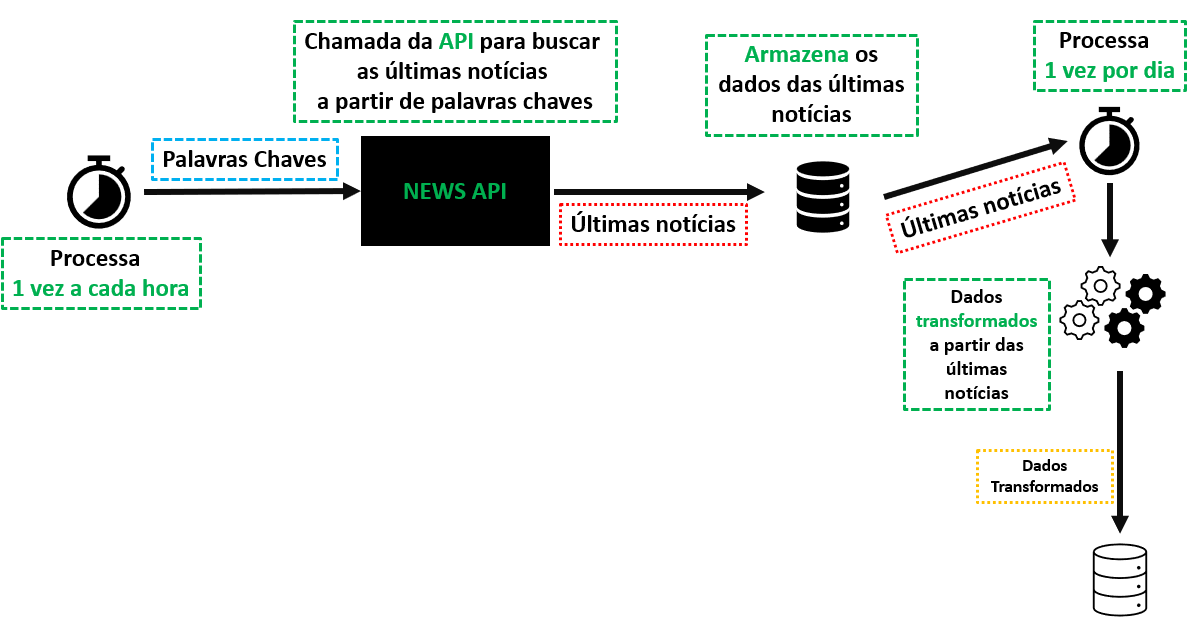 Chamada da API para buscar
as últimas notícias
a partir de palavras chaves
Armazena os
dados das últimas
notícias
Processa
1 vez por dia
Palavras Chaves
NEWS API
Últimas notícias
Últimas notícias
Processa
1 vez a cada hora
Dados
transformados
a partir das
últimas
notícias
Dados
Transformados